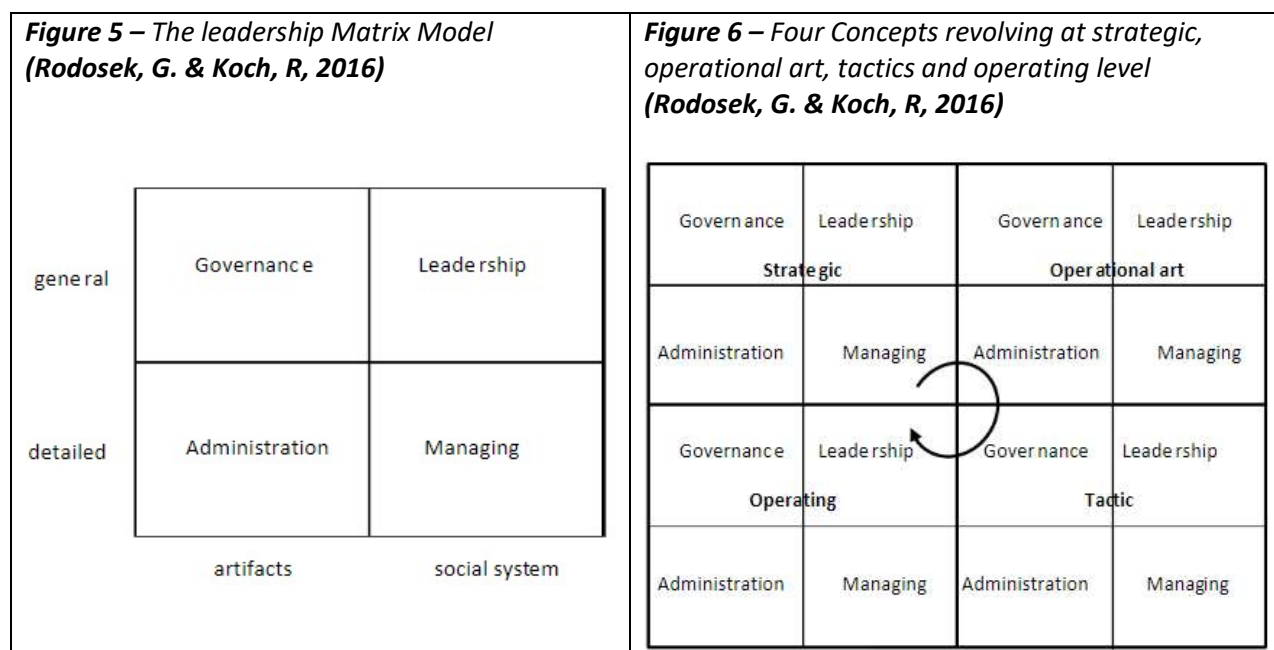 Figure 5 – The leadership Matrix Model
(Rodosek, G. & Koch, R, 2016)
general
Governance
Leadership
detailed
Administration
Managing
artifacts
social system
Figure 6 – Four Concepts revolving at strategic,
operational art, tactics and operating level
(Rodosek, G. & Koch, R, 2016)
Governance Leadership Governance Leadership
Strategic Operational art
Administration Managing Administration Managing
Governance Leadership Governance Leadership
Operating Tactic
Administration Managing Administration Managing